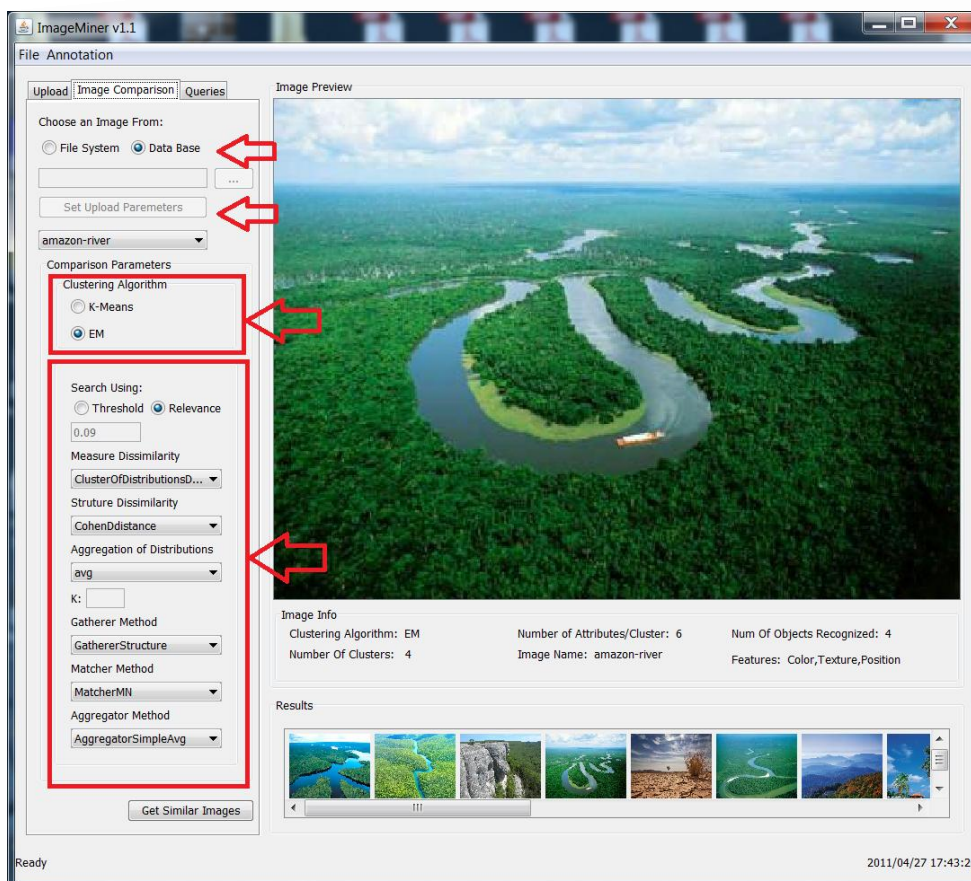 ImageMiner v1.1
File Annotation
Upload Image Comparison Queries
Choose an Image From:
File System Data Base
...
Set Upload Paremeters
amazon-river
Comparison Parameters
Clustering Algorithm
K-Means
EM
Search Using:
Threshold Relevance
0.09
Measure Dissimilarity
ClusterOfDistributionsD...
Struture Dissimilarity
CohenDdistance
Aggregation of Distributions
avg
K:
Gatherer Method
GathererStructure
Matcher Method
MatcherMN
Aggregator Method
AggregatorSimpleAvg
Get Similar Images
Image Preview
Image Info
Clustering Algorithm: EM Number of Attributes/Cluster: 6 Num Of Objects Recognized: 4
Number Of Clusters: 4 Image Name: amazon-river Features: Color,Texture,Position
Results
Ready 2011/04/27 17:43:2